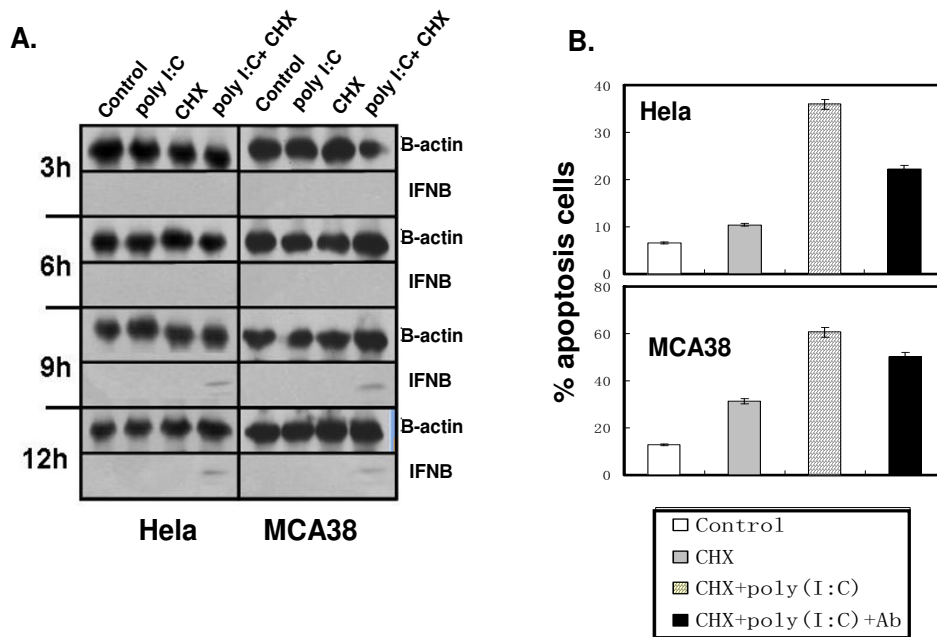 A.
Control
poly I:C
CHX
poly I:C+ CHX
Control
poly I:C
CHX
poly I:C+ CHX
3h
B-actin
IFNB
6h
B-actin
IFNB
9h
B-actin
IFNB
12h
B-actin
IFNB
Hela
MCA38
B.
% apoptosis cells
40
30
20
10
0
Hela
80
60
40
20
0
MCA38
Control
CHX
CHX+poly(I:C)
CHX+poly(I:C)+Ab